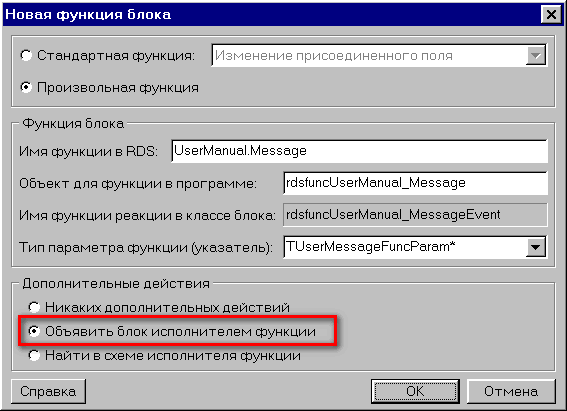 Новая функция блока
Стандартная функция: Изменение присоединенного поля
Произвольная функция
Функция блока
Имя функции в RDS: UserManual.Message
Объект для функции в программе: rdsfuncUserManual_Message
Имя функции реакции в классе блока: rdsfuncUserManual_MessageEvent
Тип параметра функции (указатель): TUserMessageFuncParam*
Дополнительные действия
Никаких дополнительных действий
Объявить блок исполнителем функции
Найти в схеме исполнителя функции
Справка OK Отмена